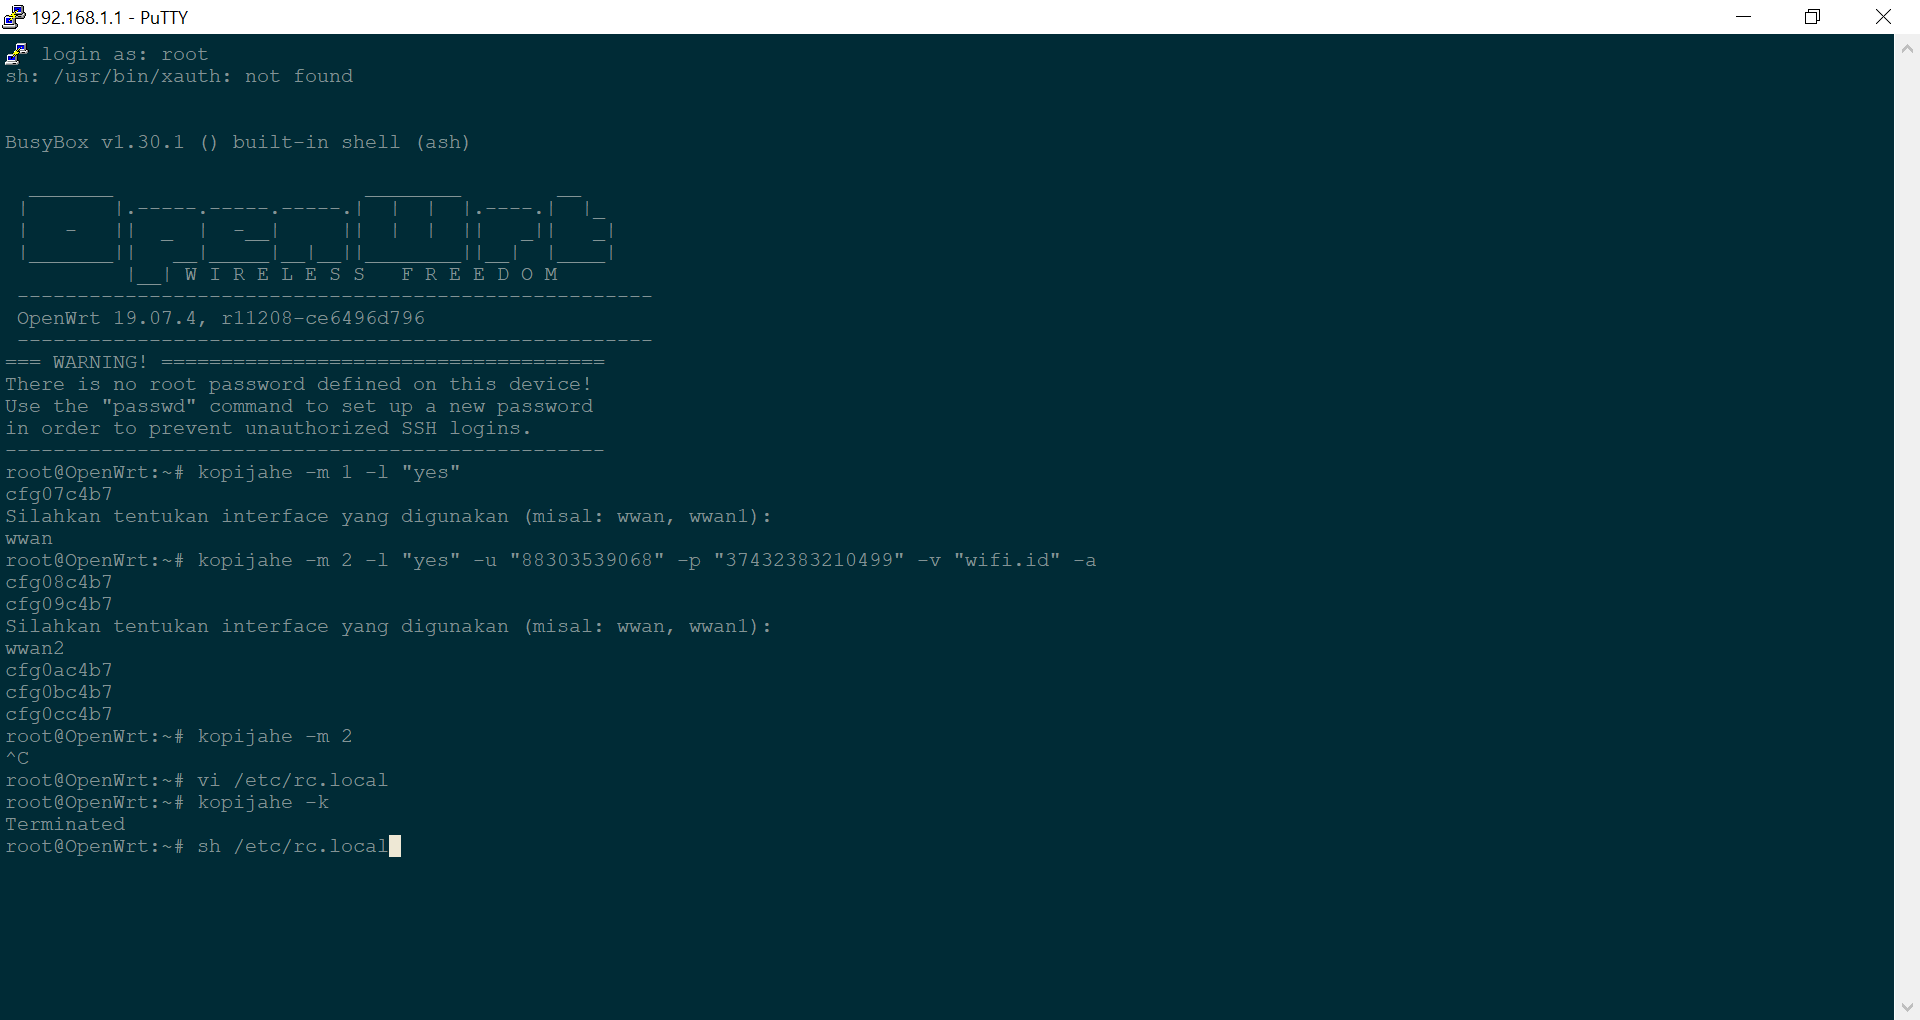 192.168.1.1 - PuTTY
login as: root
sh: /usr/bin/xauth: not found
BusyBox v1.30.1 () built-in shell (ash)
OpenWrt
W I R E L E S S   F R E E D O M
-----------------------------------------------------
OpenWrt 19.07.4, r11208-ce6496d796
-----------------------------------------------------
=== WARNING! =====================================
There is no root password defined on this device!
Use the "passwd" command to set up a new password
in order to prevent unauthorized SSH logins.
--------------------------------------------------
root@OpenWrt:~# kopijahe -m 1 -l "yes"
cfg07c4b7
Silahkan tentukan interface yang digunakan (misal: wwan, wwan1):
wwan
root@OpenWrt:~# kopijahe -m 2 -l "yes" -u "88303539068" -p "37432383210499" -v "wifi.id" -a
cfg08c4b7
cfg09c4b7
Silahkan tentukan interface yang digunakan (misal: wwan, wwan1):
wwan2
cfg0ac4b7
cfg0bc4b7
cfg0cc4b7
root@OpenWrt:~# kopijahe -m 2
^C
root@OpenWrt:~# vi /etc/rc.local
root@OpenWrt:~# kopijahe -k
Terminated
root@OpenWrt:~# sh /etc/rc.local